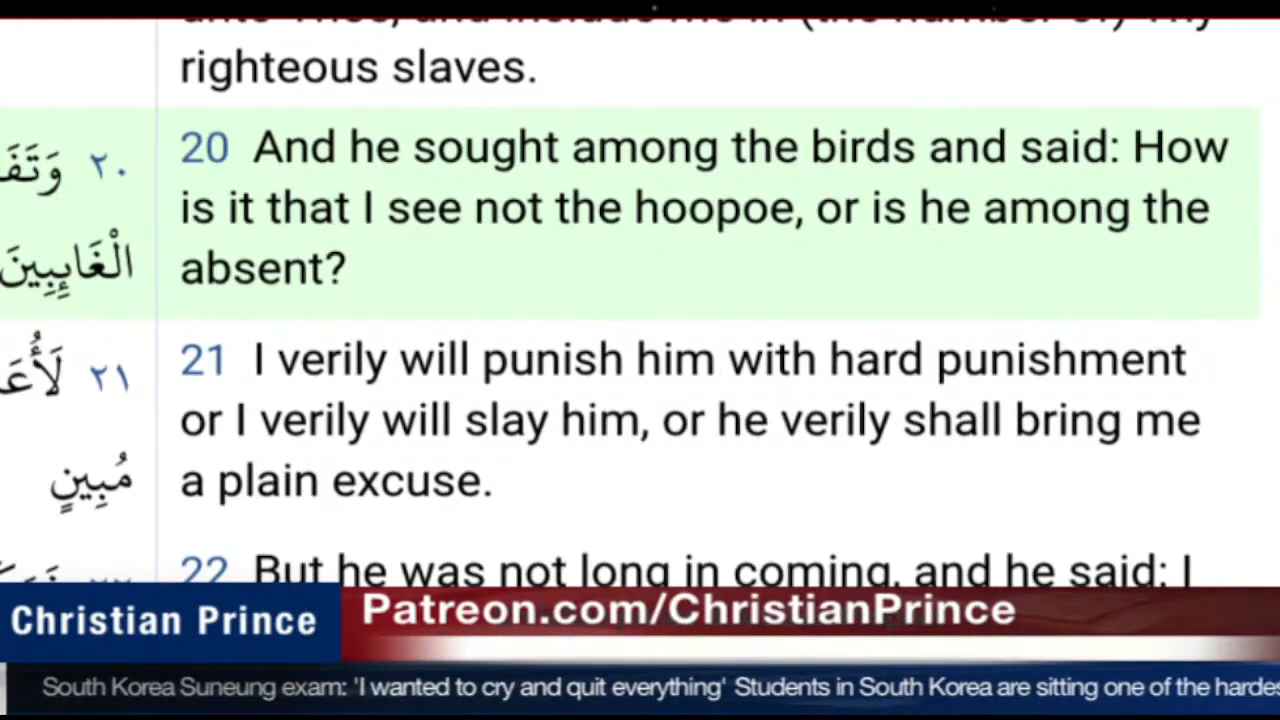 righteous slaves.
٢٠ وَتَفَ
20 And he sought among the birds and said: How
is it that I see not the hoopoe, or is he among the
الْغَائِبِينَ
absent?
٢١ لَأُعَ
21 I verily will punish him with hard punishment
or I verily will slay him, or he verily shall bring me
مُبِينٍ
a plain excuse.
22 But he was not long in coming, and he said: I
Christian Prince
Patreon.com/ChristianPrince
South Korea Suneung exam: 'I wanted to cry and quit everything' Students in South Korea are sitting one of the hardes